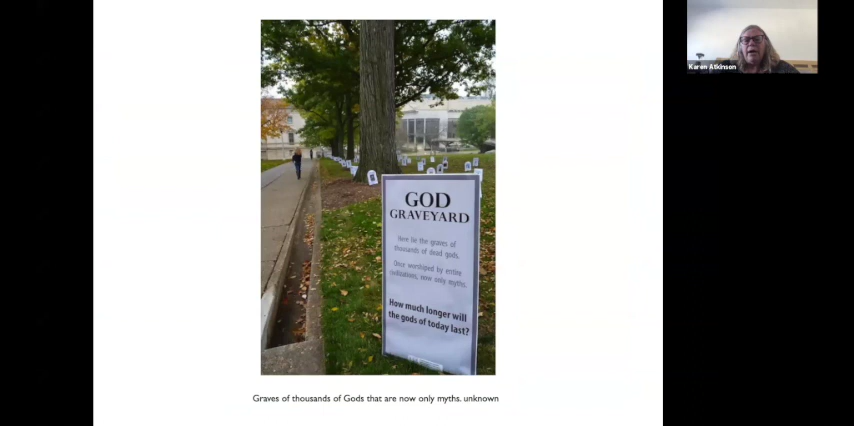 Karen Atkinson
GOD
GRAVEYARD
Here lie the graves of
thousands of dead gods.
Once worshiped by entire
civilizations, now only myths.
How much longer will
the gods of today last?
Graves of thousands of Gods that are now only myths. unknown